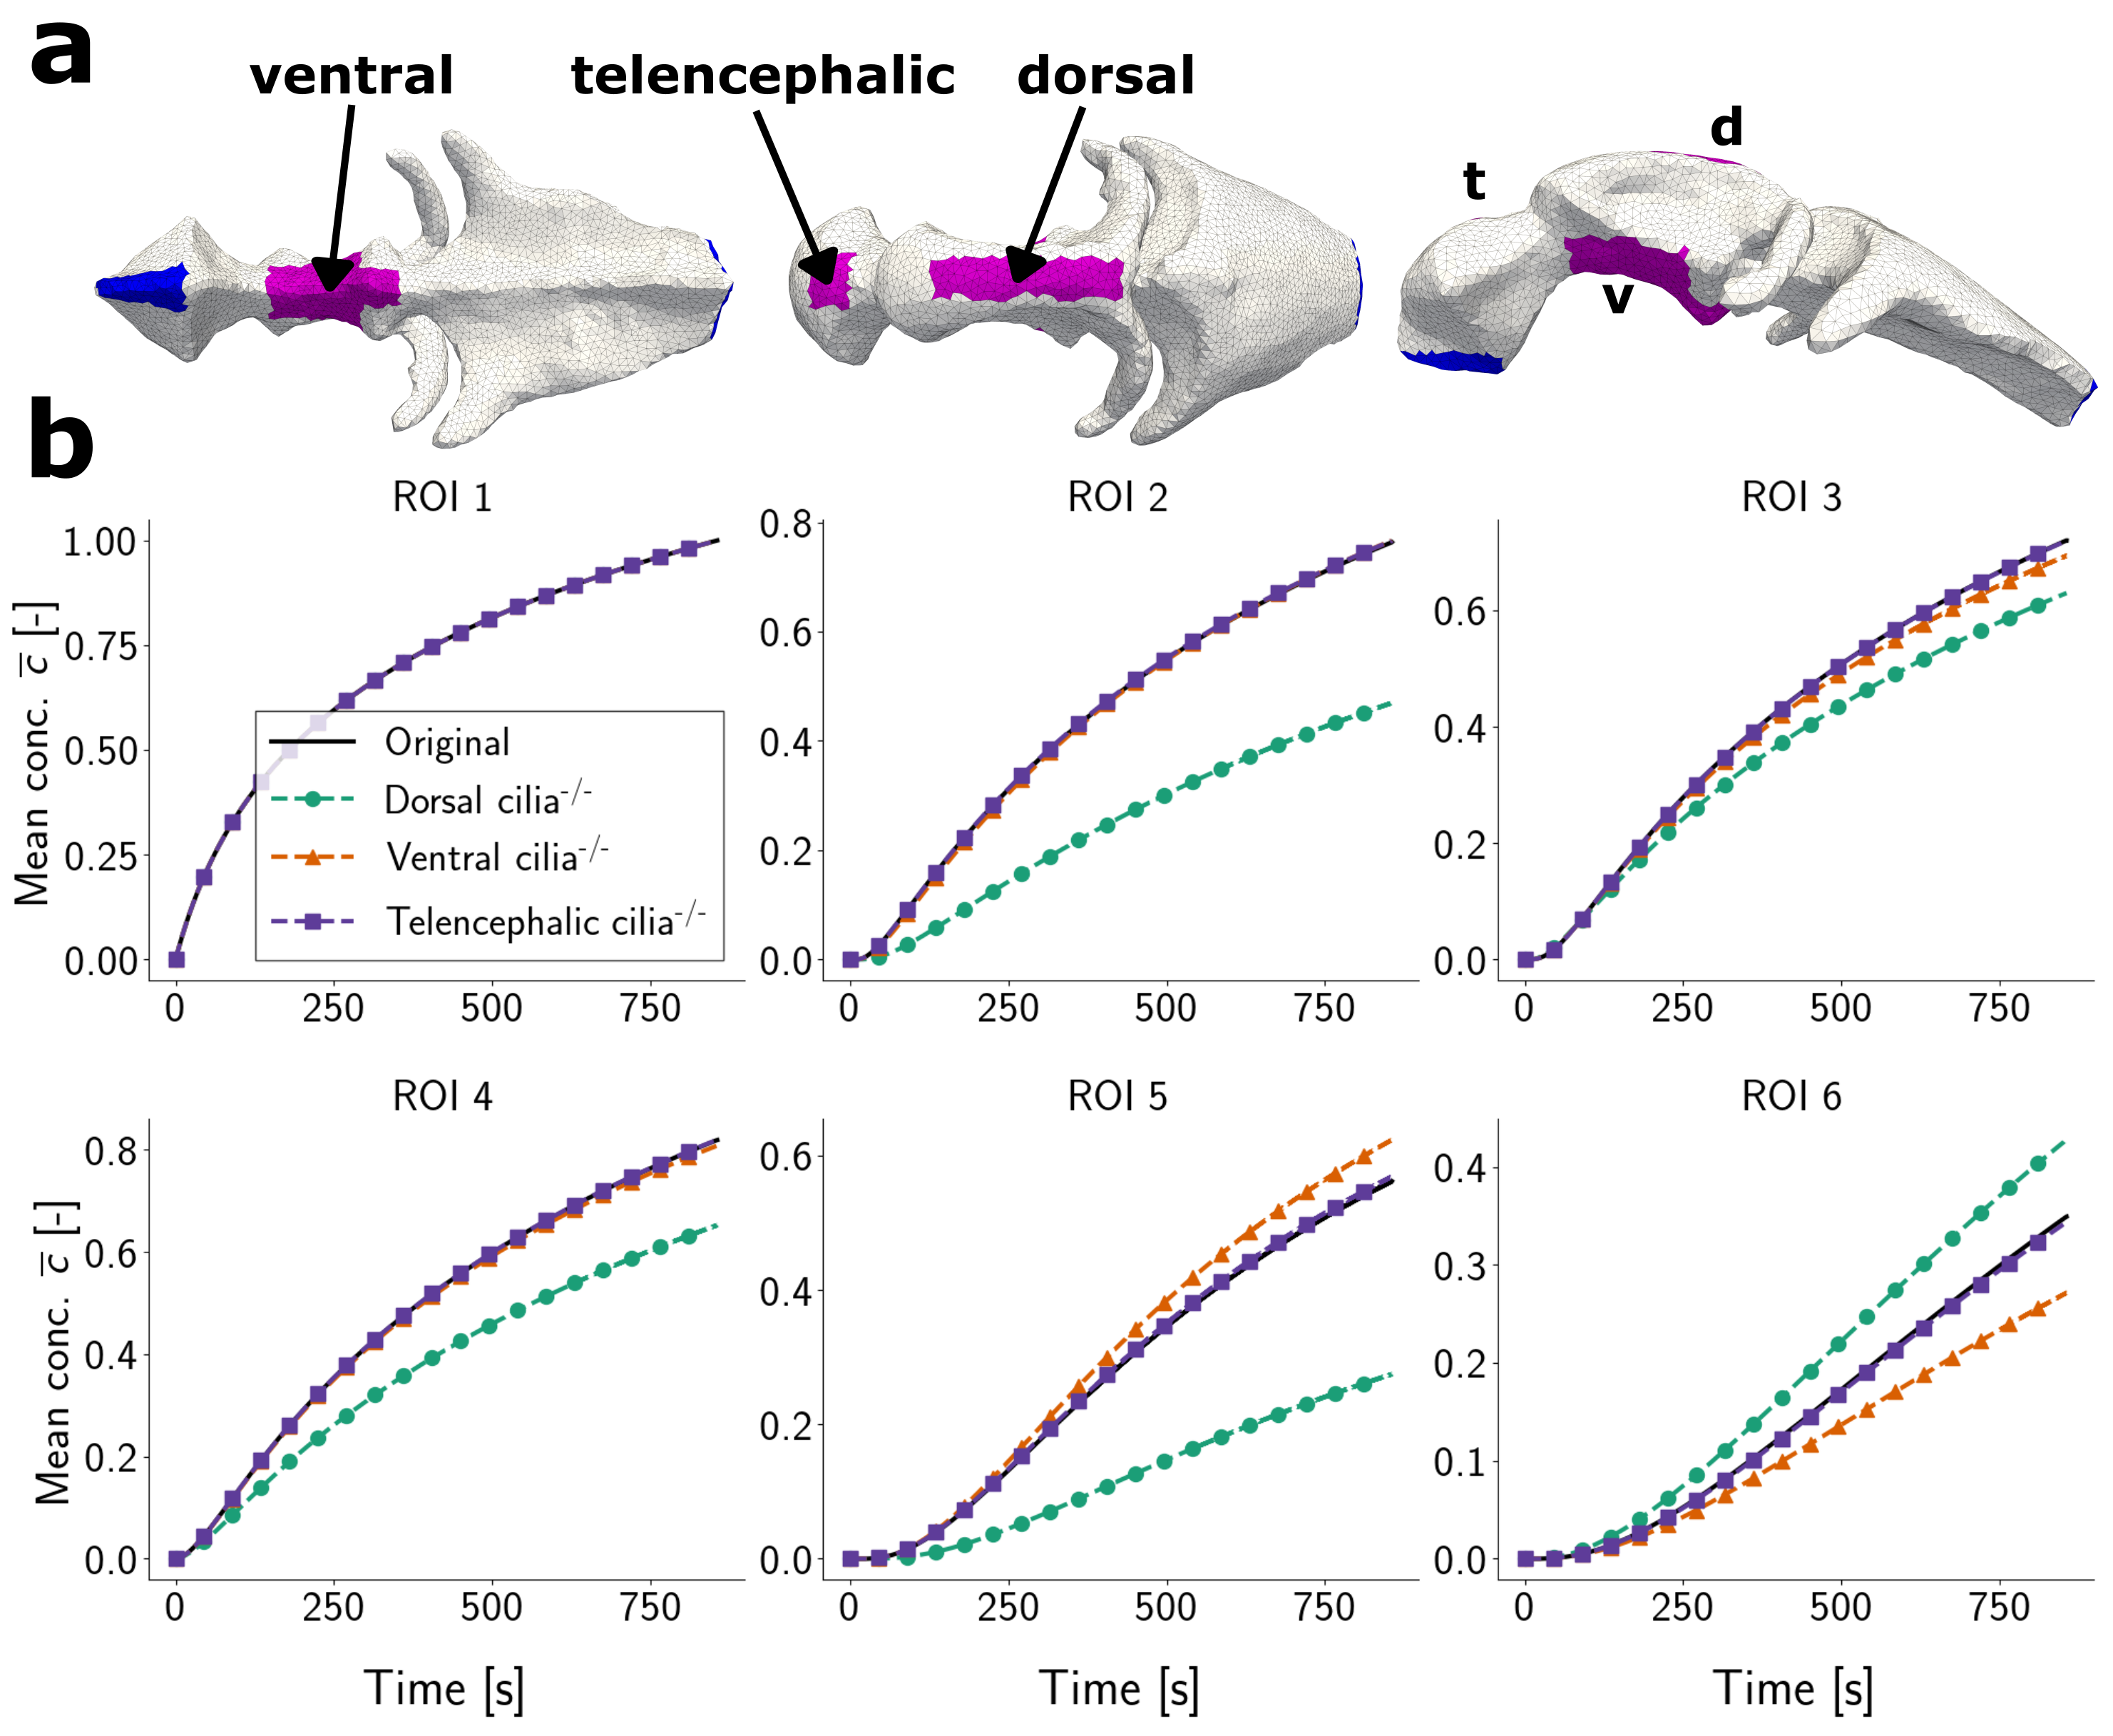 a
ventral
telencephalic
dorsal
d
t
v
b
ROI 1
ROI 2
ROI 3
Mean conc. c̅ [-]
1.00
0.75
0.50
0.25
0.00
0 250 500 750
Original
Dorsal cilia-/-
Ventral cilia-/-
Telencephalic cilia-/-
0.8
0.6
0.4
0.2
0.0
0 250 500 750
0.6
0.4
0.2
0.0
0 250 500 750
ROI 4
ROI 5
ROI 6
Mean conc. c̅ [-]
0.8
0.6
0.4
0.2
0.0
0 250 500 750
0.6
0.4
0.2
0.0
0 250 500 750
0.4
0.3
0.2
0.1
0.0
0 250 500 750
Time [s]
Time [s]
Time [s]